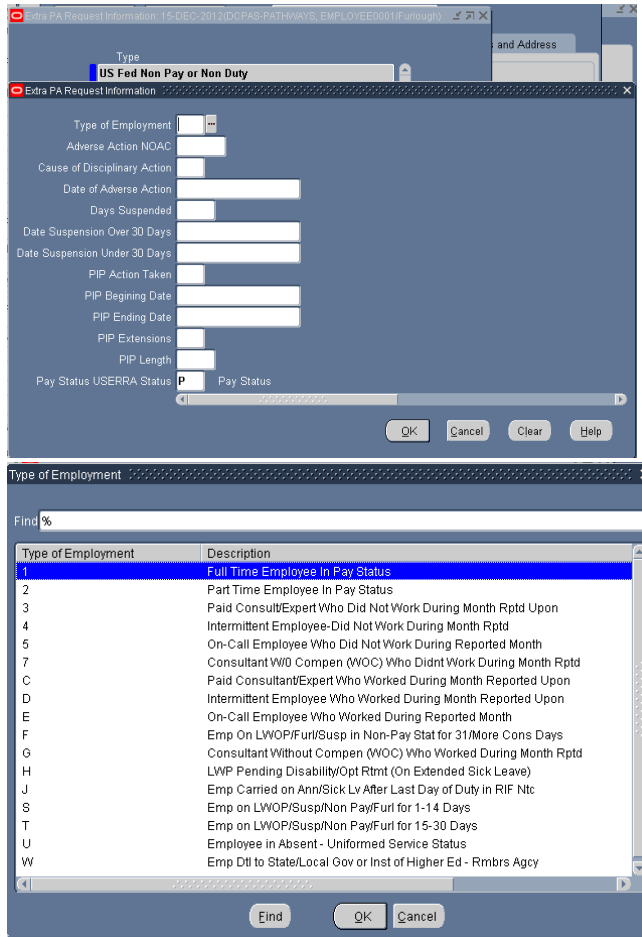 Extra PA Request Information: 15-DEC-2012(DCPAS-PATHWAYS, EMPLOYEE0001/Furlough)
s and Address
Type
US Fed Non Pay or Non Duty
Extra PA Request Information
Type of Employment
Adverse Action NOAC
Cause of Disciplinary Action
Date of Adverse Action
Days Suspended
Date Suspension Over 30 Days
Date Suspension Under 30 Days
PIP Action Taken
PIP Begining Date
PIP Ending Date
PIP Extensions
PIP Length
Pay Status USERRA Status P Pay Status
OK Cancel Clear Help
Type of Employment
Find %
Type of Employment Description
1 Full Time Employee In Pay Status
2 Part Time Employee In Pay Status
3 Paid Consult/Expert Who Did Not Work During Month Rptd Upon
4 Intermittent Employee-Did Not Work During Month Rptd
5 On-Call Employee Who Did Not Work During Reported Month
7 Consultant W/0 Compen (WOC) Who Didnt Work During Month Rptd
C Paid Consultant/Expert Who Worked During Month Reported Upon
D Intermittent Employee Who Worked During Month Reported Upon
E On-Call Employee Who Worked During Reported Month
F Emp On LWOP/Furl/Susp in Non-Pay Stat for 31/More Cons Days
G Consultant Without Compen (WOC) Who Worked During Month Rptd
H LWP Pending Disability/Opt Rtmt (On Extended Sick Leave)
J Emp Carried on Ann/Sick Lv After Last Day of Duty in RIF Ntc
S Emp on LWOP/Susp/Non Pay/Furl for 1-14 Days
T Emp on LWOP/Susp/Non Pay/Furl for 15-30 Days
U Employee in Absent - Uniformed Service Status
W Emp Dtl to State/Local Gov or Inst of Higher Ed - Rmbrs Agcy
Find OK Cancel